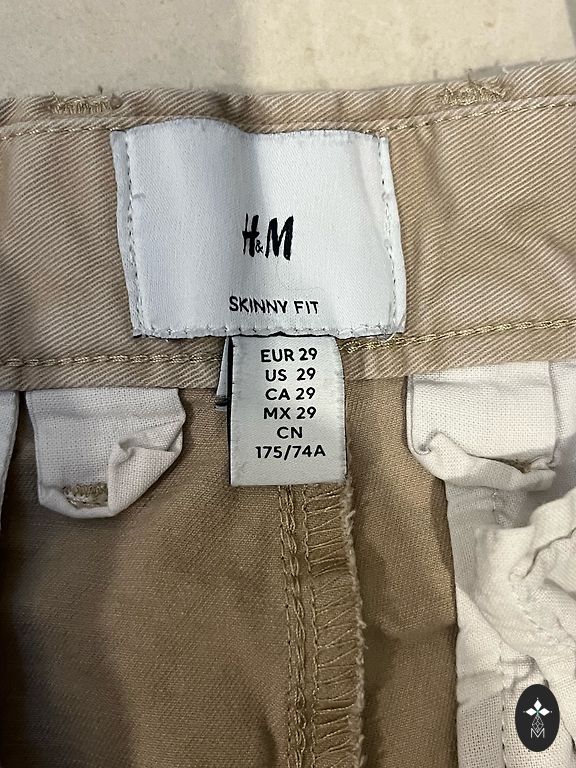 H&M
SKINNY FIT
EUR 29
US 29
CA 29
MX 29
CN
175/74A
M